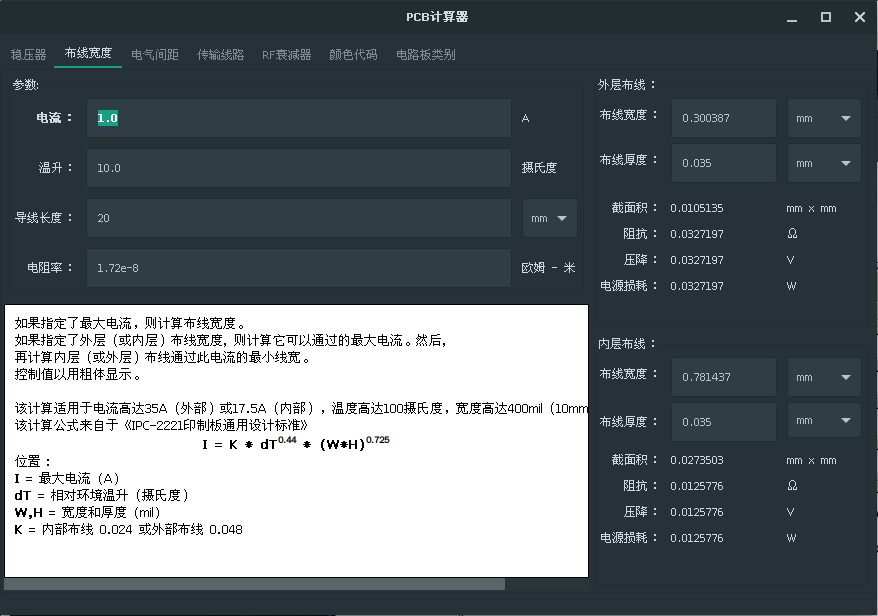 PCB计算器
稳压器 布线宽度 电气间距 传输线路 RF衰减器 颜色代码 电路板类别
参数:
电流： 1.0 A
温升： 10.0 摄氏度
导线长度： 20 mm
电阻率： 1.72e-8 欧姆 - 米
如果指定了最大电流，则计算布线宽度。
如果指定了外层（或内层）布线宽度，则计算它可以通过的最大电流。然后，
再计算内层（或外层）布线通过此电流的最小线宽。
控制值以用粗体显示。
该计算适用于电流高达35A（外部）或17.5A（内部），温度高达100摄氏度，宽度高达400mil（10mm
该计算公式来自于《IPC-2221印制板通用设计标准》
I = K * dT^0.44 * (W*H)^0.725
位置：
I = 最大电流（A）
dT = 相对环境温升（摄氏度）
W,H = 宽度和厚度（mil）
K = 内部布线 0.024 或外部布线 0.048
外层布线：
布线宽度： 0.300387 mm
布线厚度： 0.035 mm
截面积： 0.0105135 mm x mm
阻抗： 0.0327197 Ω
压降： 0.0327197 V
电源损耗： 0.0327197 W
内层布线：
布线宽度： 0.781437 mm
布线厚度： 0.035 mm
截面积： 0.0273503 mm x mm
阻抗： 0.0125776 Ω
压降： 0.0125776 V
电源损耗： 0.0125776 W